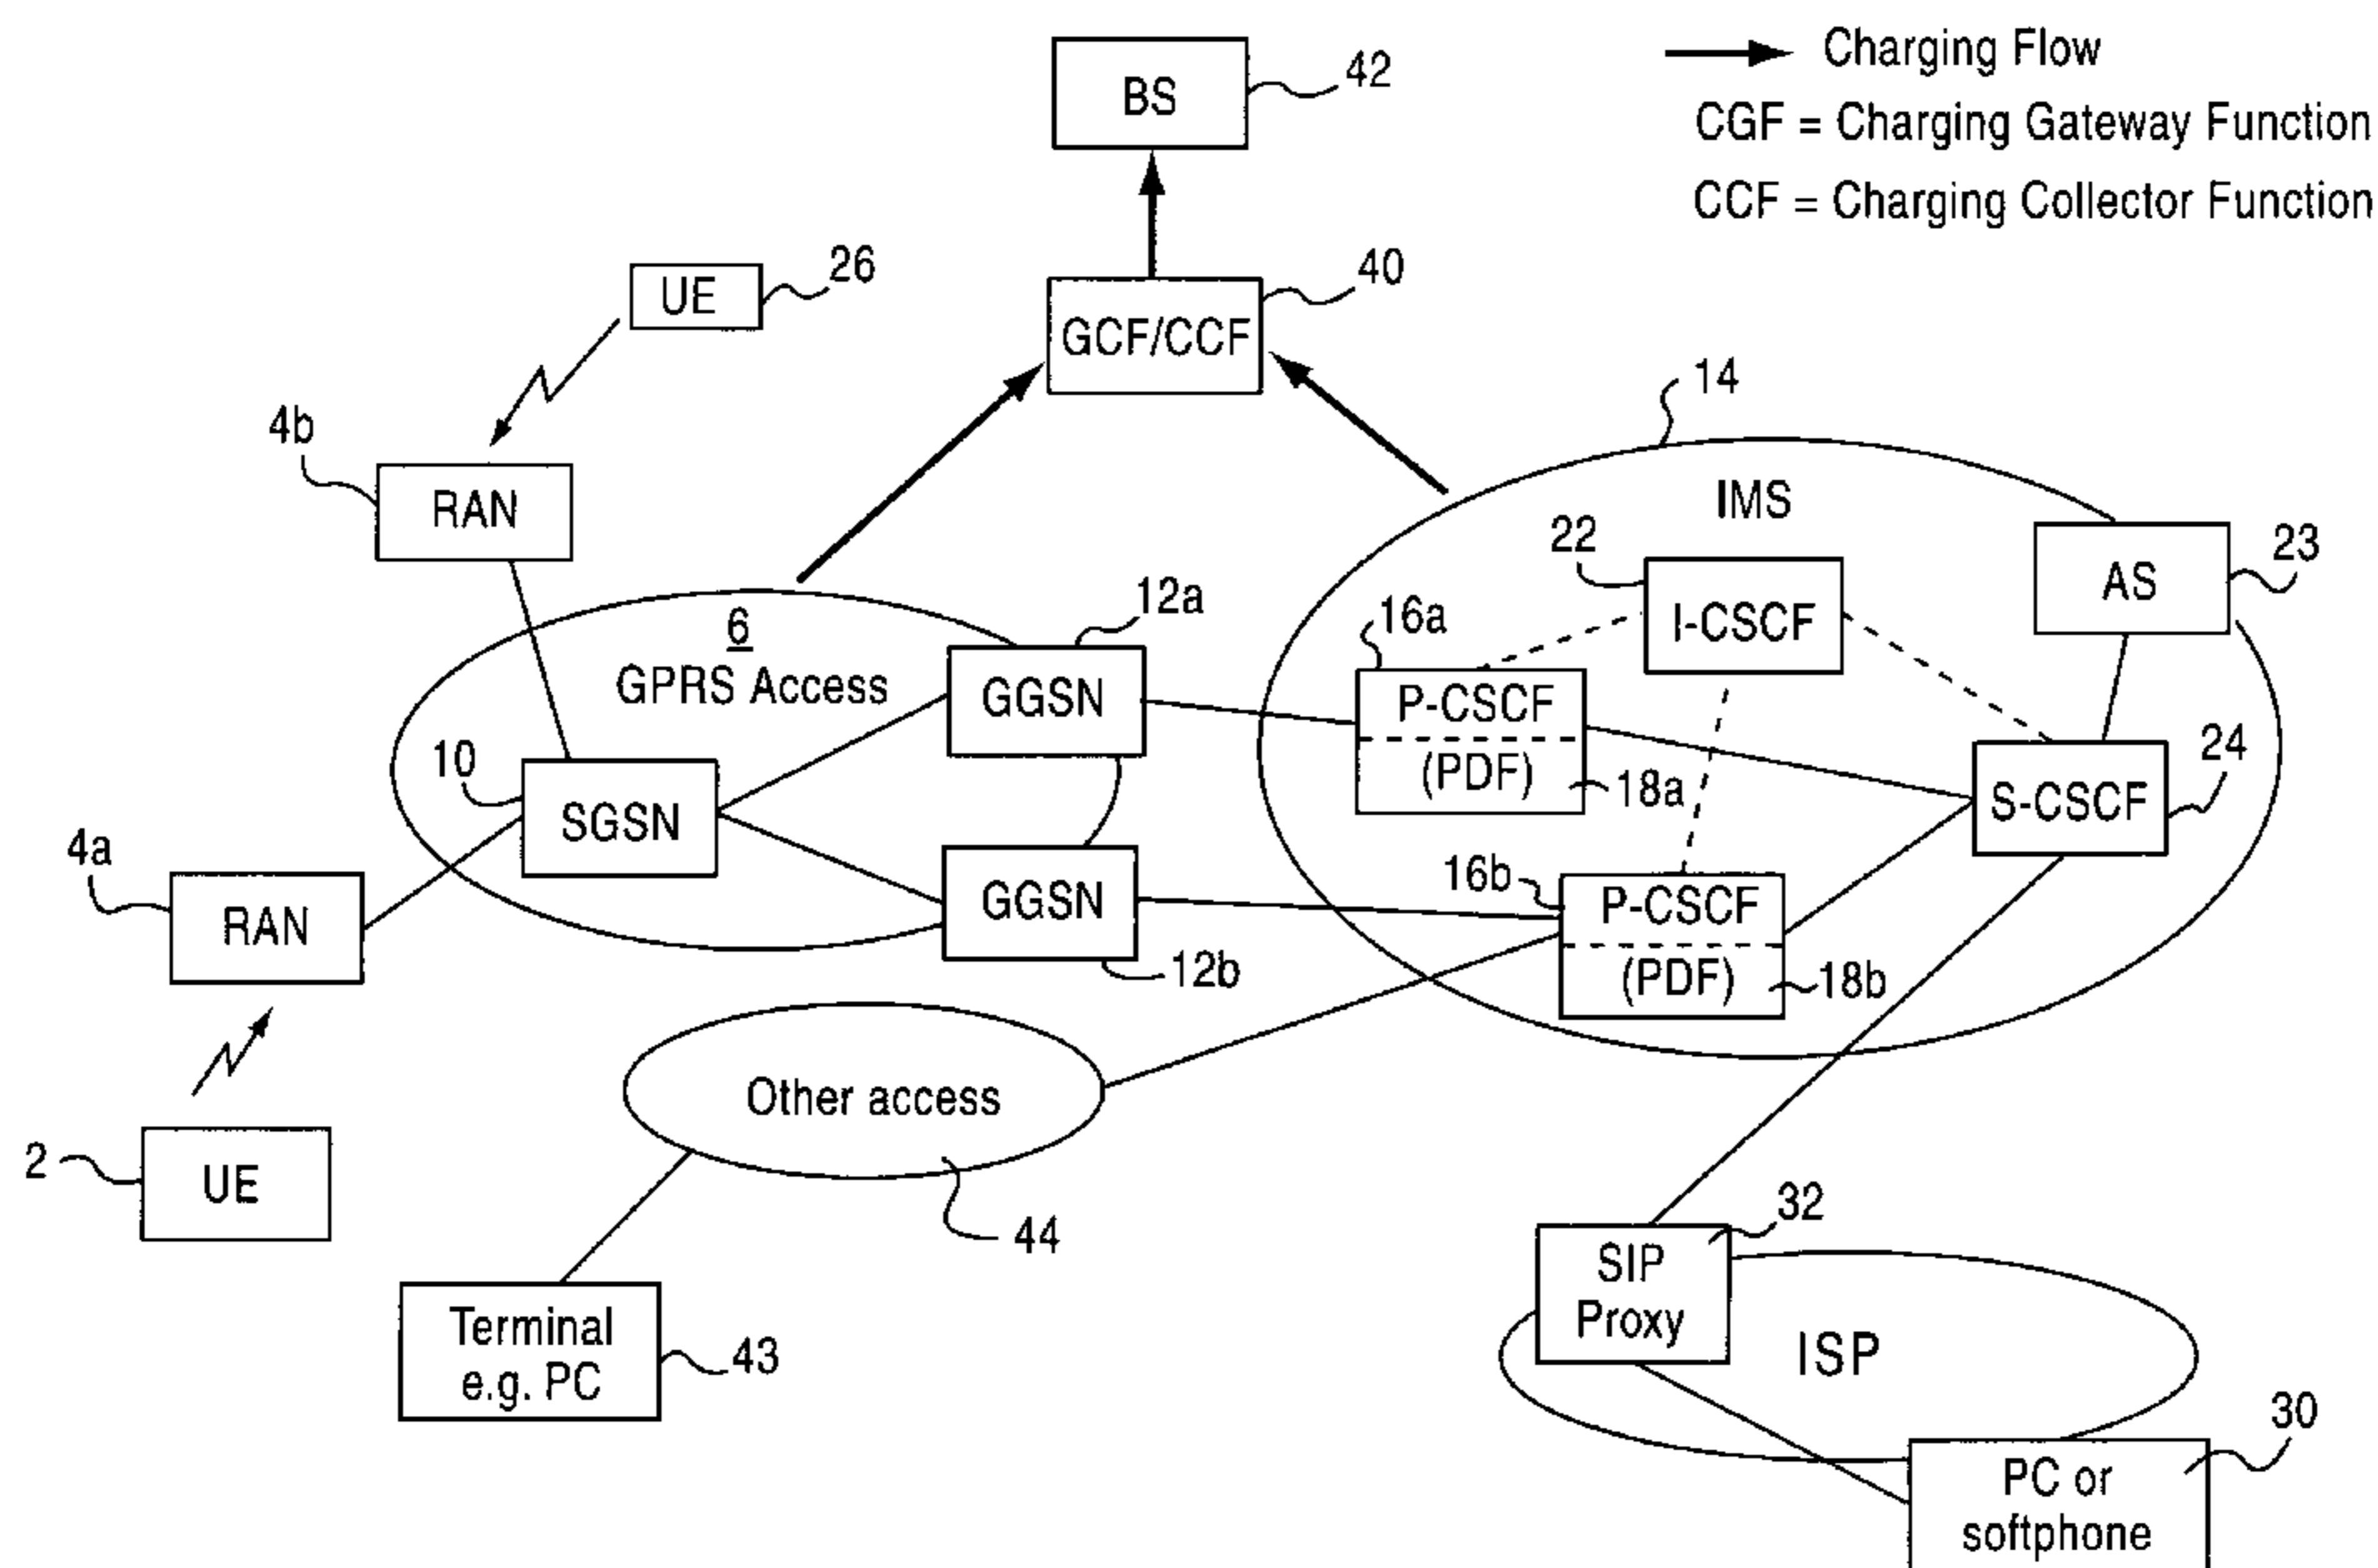 BS
42
Charging Flow
CGF = Charging Gateway Function
CCF = Charging Collector Function
UE
26
GCF/CCF
40
14
4b
RAN
IMS
22
I-CSCF
AS
23
6
GPRS Access
12a
GGSN
16a
P-CSCF
(PDF)
18a
10
SGSN
S-CSCF
24
4a
RAN
GGSN
12b
16b
P-CSCF
(PDF)
18b
2
UE
Other access
44
Terminal
e.g. PC
43
32
SIP
Proxy
ISP
30
PC or
softphone